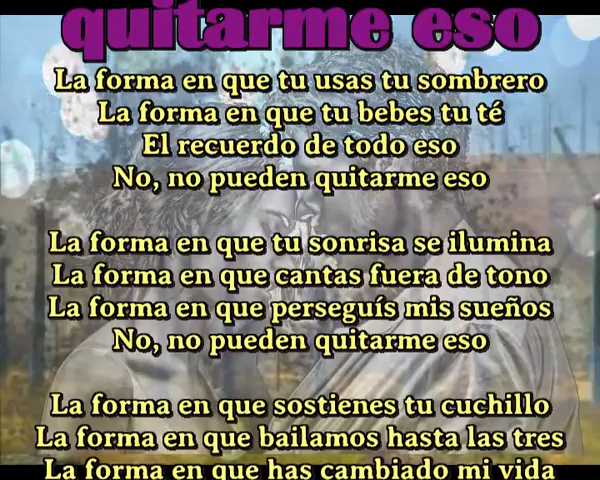 quitarme eso
La forma en que tu usas tu sombrero
La forma en que tu bebes tu té
El recuerdo de todo eso
No, no pueden quitarme eso
La forma en que tu sonrisa se ilumina
La forma en que cantas fuera de tono
La forma en que perseguís mis sueños
No, no pueden quitarme eso
La forma en que sostienes tu cuchillo
La forma en que bailamos hasta las tres
La forma en que has cambiado mi vida